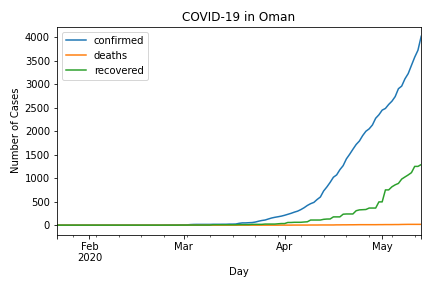 COVID-19 in Oman
confirmed
deaths
recovered
Number of Cases
4000
3500
3000
2500
2000
1500
1000
500
0
Feb
2020
Mar
Apr
May
Day